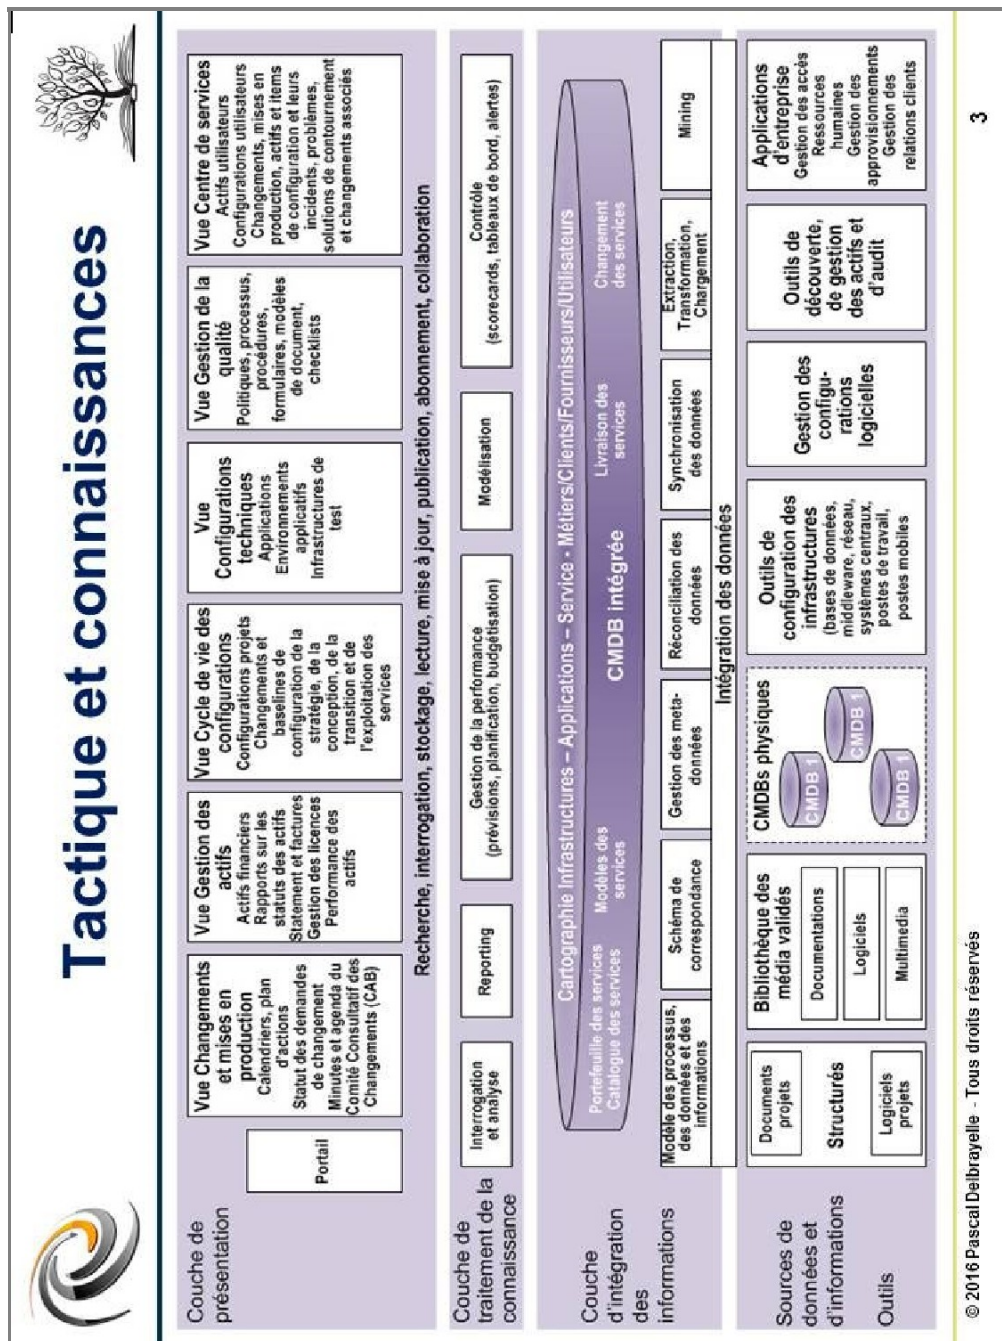 Tactique et connaissances
Couche de
présentation
Portail
Vue Changements
et mises en
production
Calendriers, plan
d'actions
Statut des demandes
de changement
Minutes et agenda du
Comité Consultatif des
Changements (CAB)
Vue Gestion des
actifs
Actifs financiers
Rapports sur les
statuts des actifs
Statement et factures
Gestion des licences
Performance des
actifs
Vue Cycle de vie des
configurations
Configurations projets
Changements et
baselines de
configuration de la
stratégie, de la
conception, de la
transition et de
l'exploitation des
services
Vue
Configurations
techniques
Applications
Environnements
applicatifs
Infrastructures de
test
Vue Gestion de la
qualité
Politiques, processus,
procédures,
formulaires, modèles
de document,
checklists
Vue Centre de services
Actifs utilisateurs
Configurations utilisateurs
Changements, mises en
production, actifs et items
de configuration et leurs
incidents, problèmes,
solutions de contournement
et changements associés
Recherche, interrogation, stockage, lecture, mise à jour, publication, abonnement, collaboration
Couche de
traitement de la
connaissance
Interrogation
et analyse
Reporting
Gestion de la performance
(prévisions, planification, budgétisation)
Modélisation
Contrôle
(scorecards, tableaux de bord, alertes)
Couche
d'intégration
des
informations
Cartographie Infrastructures – Applications – Service - Métiers/Clients/Fournisseurs/Utilisateurs
Portefeuille des services
Catalogue des services
Modèles des
services
CMDB intégrée
Livraison des
services
Changement
des services
Modèle des processus,
des données et des
informations
Schéma de
correspondance
Gestion des meta-
données
Réconciliation des
données
Synchronisation
des données
Extraction,
Transformation,
Chargement
Mining
Intégration des données
Sources de
données et
d'informations
Outils
Documents
projets
Structurés
Logiciels
projets
Bibliothèque des
média validés
Documentations
Logiciels
Multimedia
CMDBs physiques
CMDB 1
CMDB 1
CMDB 1
Outils de
configuration des
infrastructures
(bases de données,
middleware, réseau,
systèmes centraux,
postes de travail,
postes mobiles
Gestion des
configu-
rations
logicielles
Outils de
découverte,
de gestion
des actifs et
d'audit
Applications
d'entreprise
Gestion des accès
Ressources
humaines
Gestion des
approvisionnements
Gestion des
relations clients
© 2016 Pascal Delbrayelle - Tous droits réservés
3